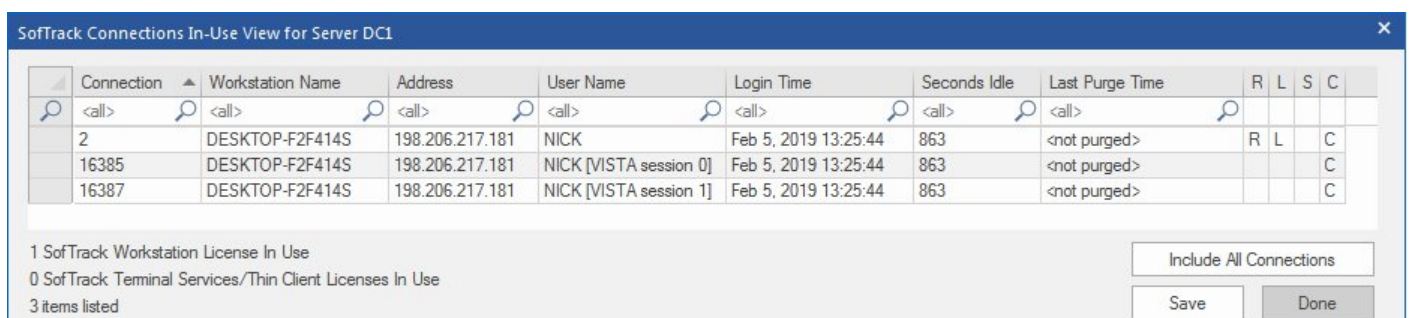 SofTrack Connections In-Use View for Server DC1 ×
Connection Workstation Name Address User Name Login Time Seconds Idle Last Purge Time R L S C
<all> <all> <all> <all> <all> <all> <all>
2 DESKTOP-F2F414S 198.206.217.181 NICK Feb 5, 2019 13:25:44 863 <not purged> R L C
16385 DESKTOP-F2F414S 198.206.217.181 NICK [VISTA session 0] Feb 5, 2019 13:25:44 863 <not purged> C
16387 DESKTOP-F2F414S 198.206.217.181 NICK [VISTA session 1] Feb 5, 2019 13:25:44 863 <not purged> C
1 SofTrack Workstation License In Use
Include All Connections
0 SofTrack Terminal Services/Thin Client Licenses In Use
3 items listed
Save Done